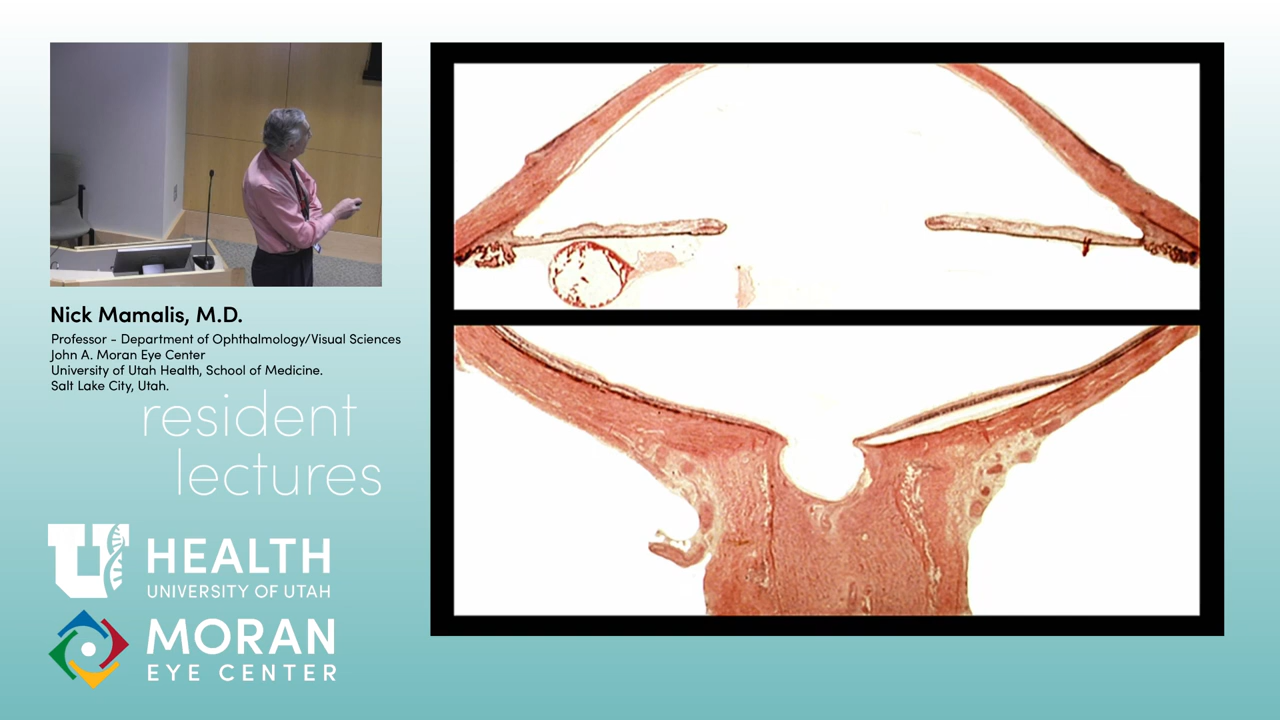 Nick Mamalis, M.D.
Professor - Department of Ophthalmology/Visual Sciences
John A. Moran Eye Center
University of Utah Health, School of Medicine.
Salt Lake City, Utah.
resident
lectures
U HEALTH
UNIVERSITY OF UTAH
MORAN
EYE CENTER